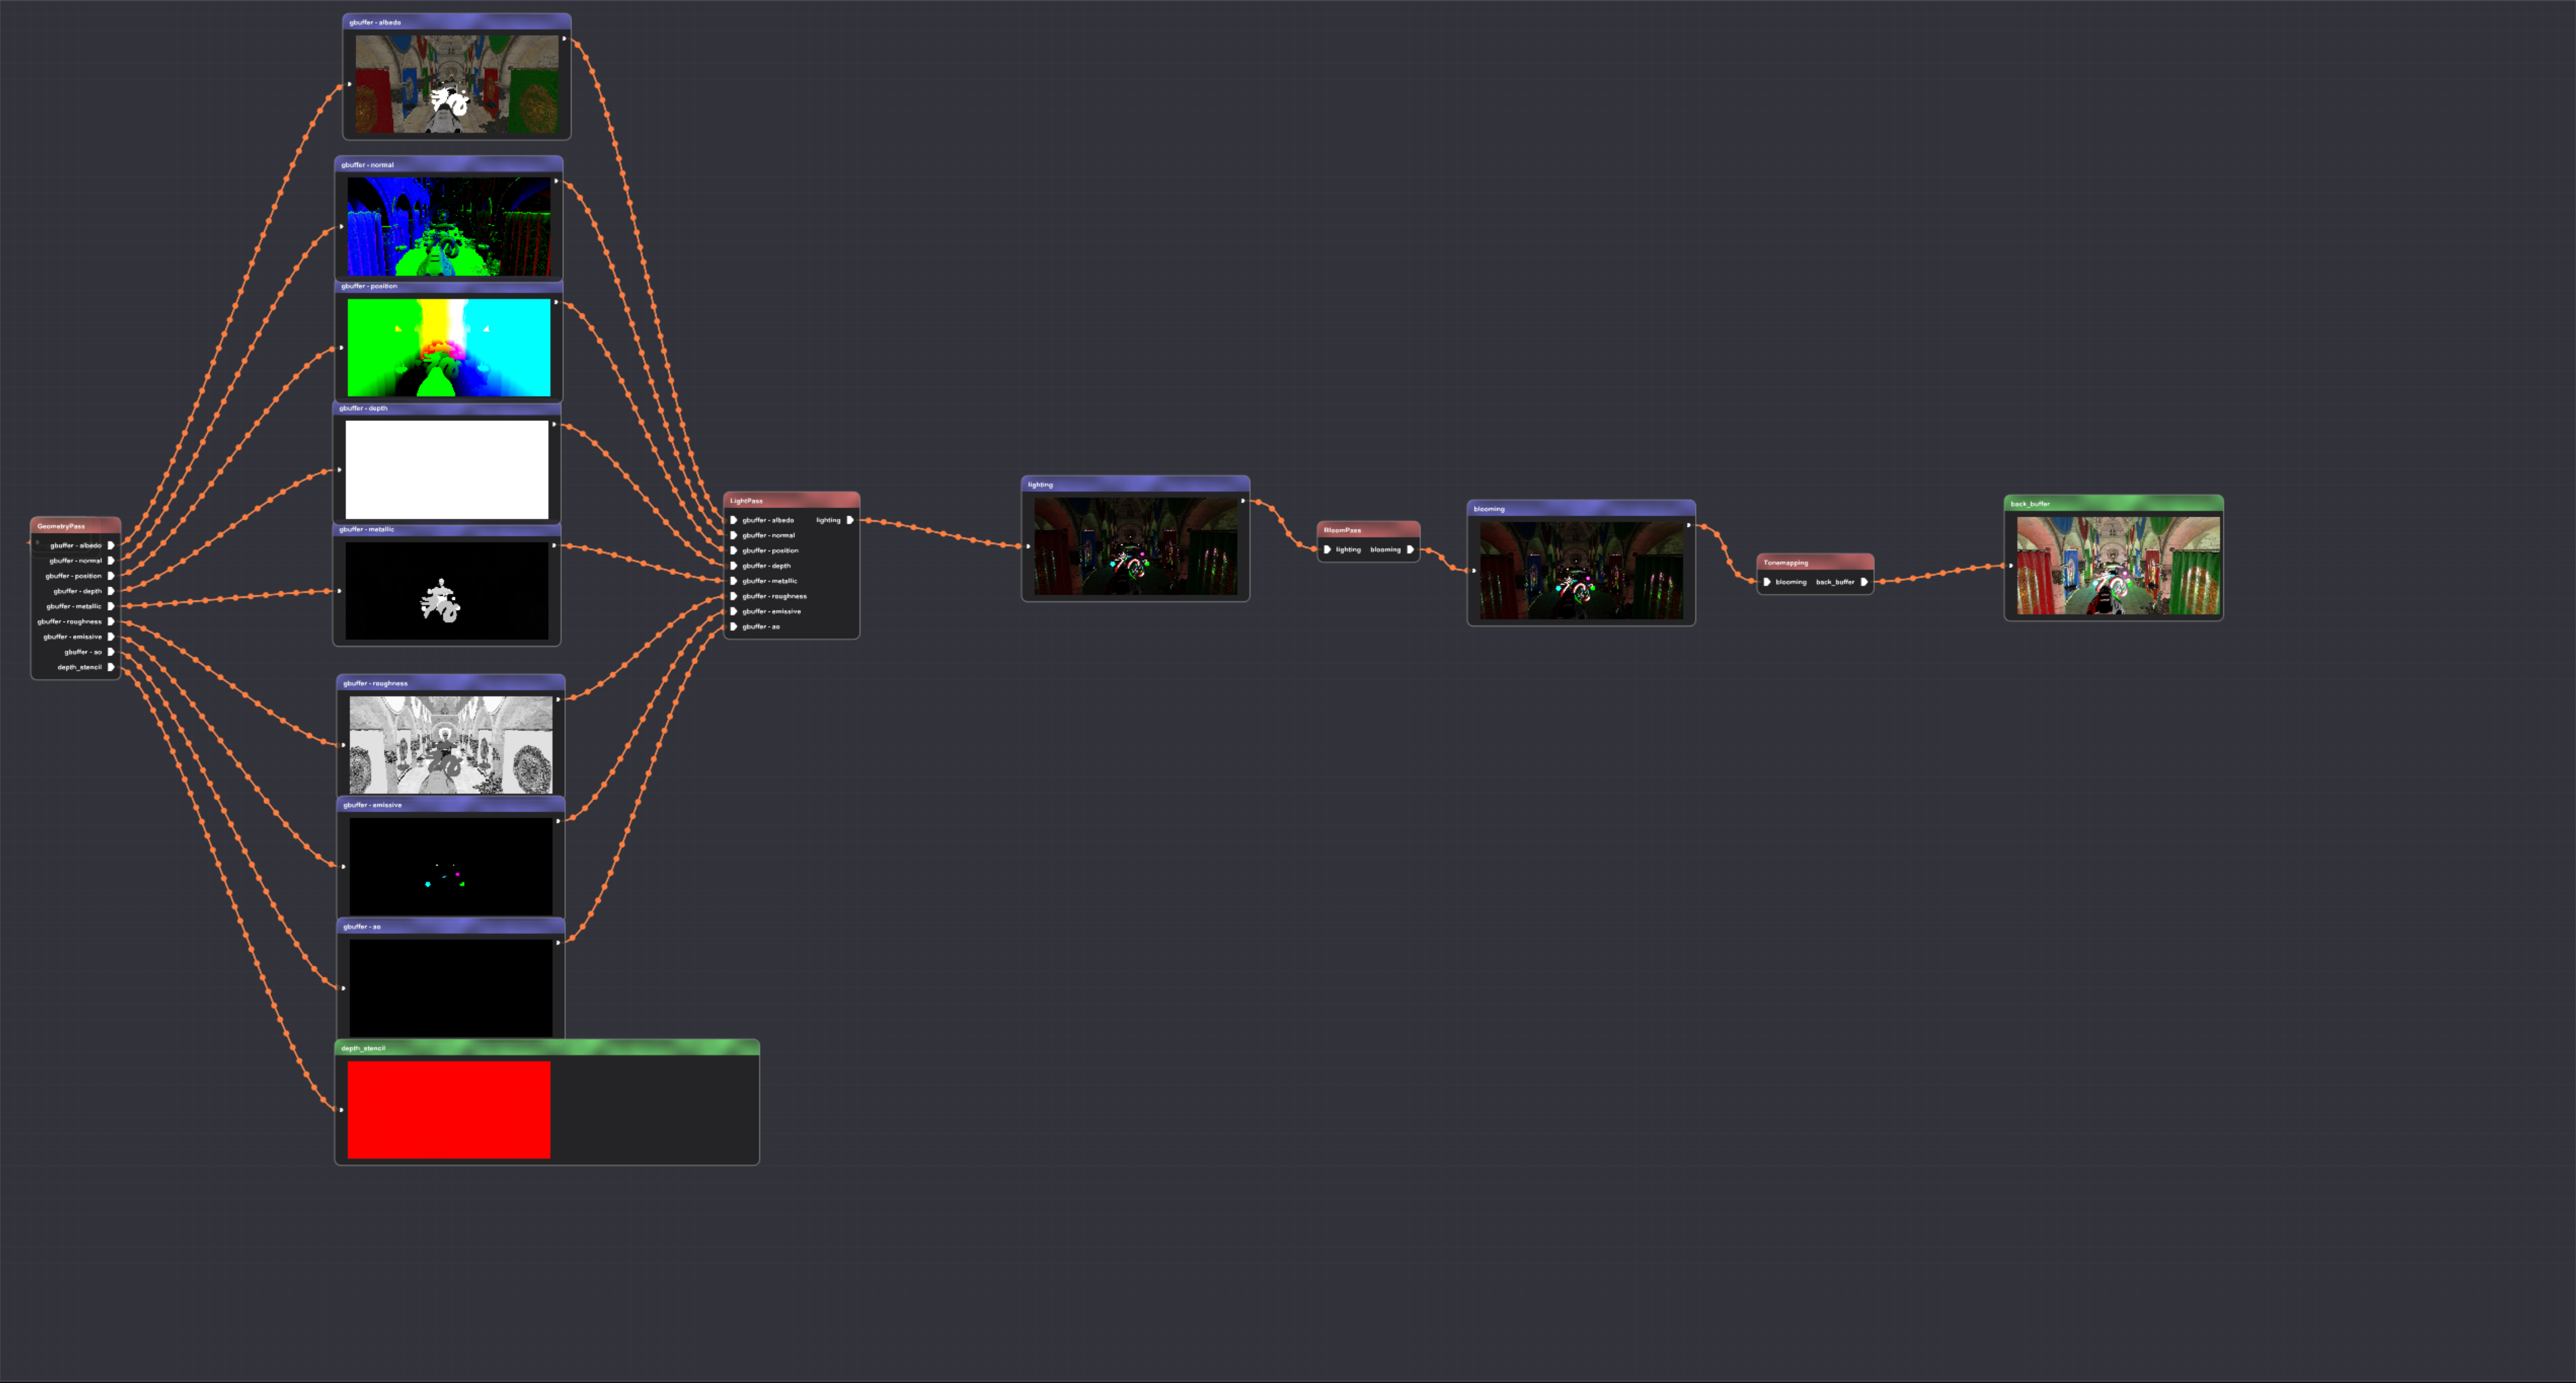 gbuffer - albedo
gbuffer - normal
gbuffer - position
gbuffer - depth
gbuffer - metallic
GeometryPass
gbuffer - albedo
gbuffer - normal
gbuffer - position
gbuffer - depth
gbuffer - metallic
gbuffer - roughness
gbuffer - emissive
gbuffer - ao
depth_stencil
gbuffer - roughness
gbuffer - emissive
gbuffer - ao
depth_stencil
LightPass
gbuffer - albedo lighting
gbuffer - normal
gbuffer - position
gbuffer - depth
gbuffer - metallic
gbuffer - roughness
gbuffer - emissive
gbuffer - ao
lighting
BloomPass
lighting blooming
blooming
Tonemapping
blooming back_buffer
back_buffer